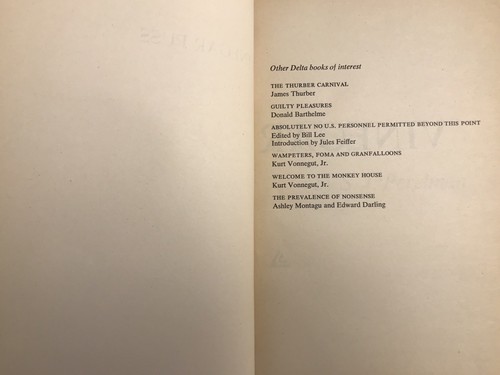 Other Delta books of interest
THE THURBER CARNIVAL
James Thurber
GUILTY PLEASURES
Donald Barthelme
ABSOLUTELY NO U.S. PERSONNEL PERMITTED BEYOND THIS POINT
Edited by Bill Lee
Introduction by Jules Feiffer
WAMPETERS, FOMA AND GRANFALLOONS
Kurt Vonnegut, Jr.
WELCOME TO THE MONKEY HOUSE
Kurt Vonnegut, Jr.
THE PREVALENCE OF NONSENSE
Ashley Montagu and Edward Darling